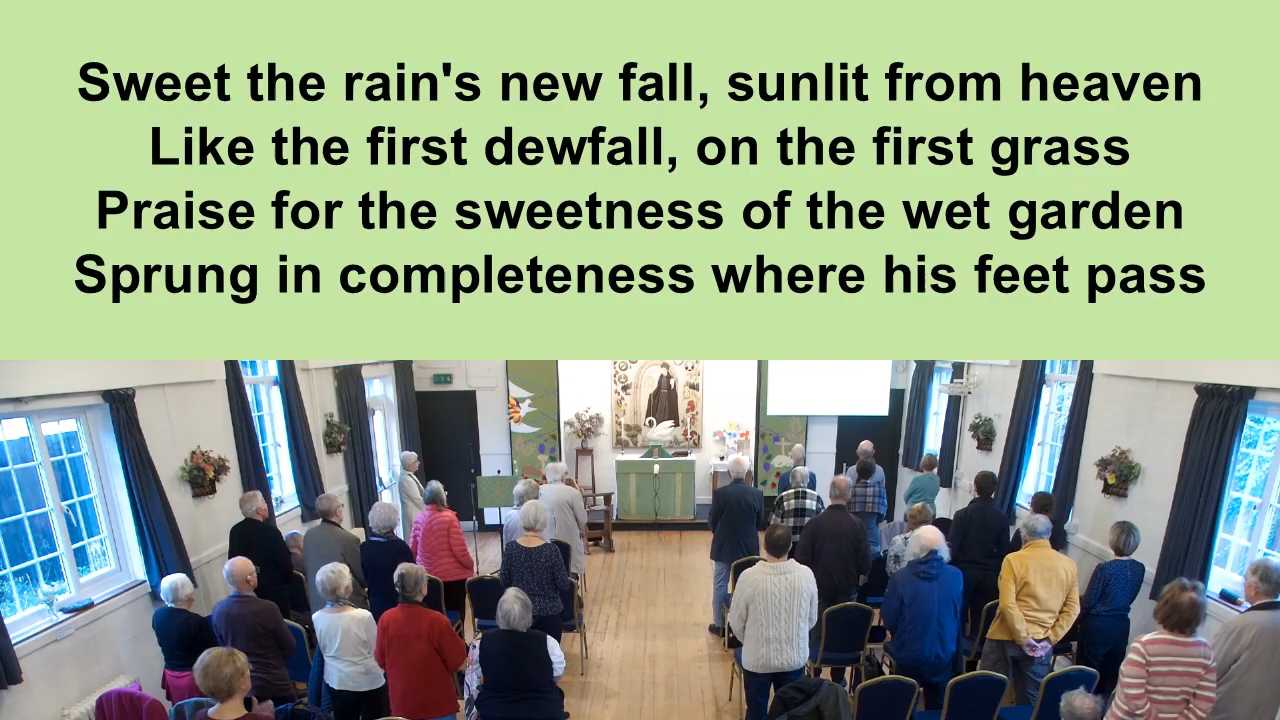 Sweet the rain's new fall, sunlit from heaven
Like the first dewfall, on the first grass
Praise for the sweetness of the wet garden
Sprung in completeness where his feet pass